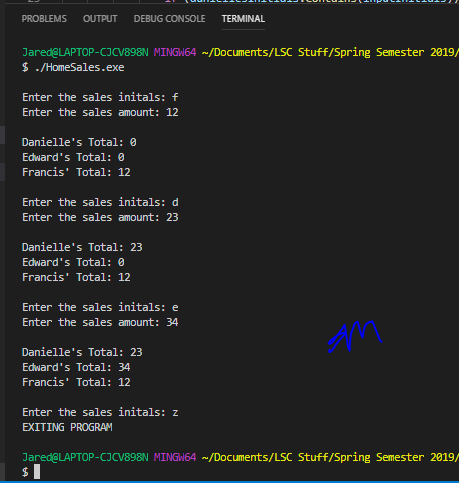 if (daniellesInitials.Contains(inputInitials))
PROBLEMS OUTPUT DEBUG CONSOLE TERMINAL
Jared@LAPTOP-CJCV898N MINGW64 ~/Documents/LSC Stuff/Spring Semester 2019/
$ ./HomeSales.exe
Enter the sales initals: f
Enter the sales amount: 12
Danielle's Total: 0
Edward's Total: 0
Francis' Total: 12
Enter the sales initals: d
Enter the sales amount: 23
Danielle's Total: 23
Edward's Total: 0
Francis' Total: 12
Enter the sales initals: e
Enter the sales amount: 34
Danielle's Total: 23
Edward's Total: 34
Francis' Total: 12
Enter the sales initals: z
EXITING PROGRAM
Jared@LAPTOP-CJCV898N MINGW64 ~/Documents/LSC Stuff/Spring Semester 2019/
$